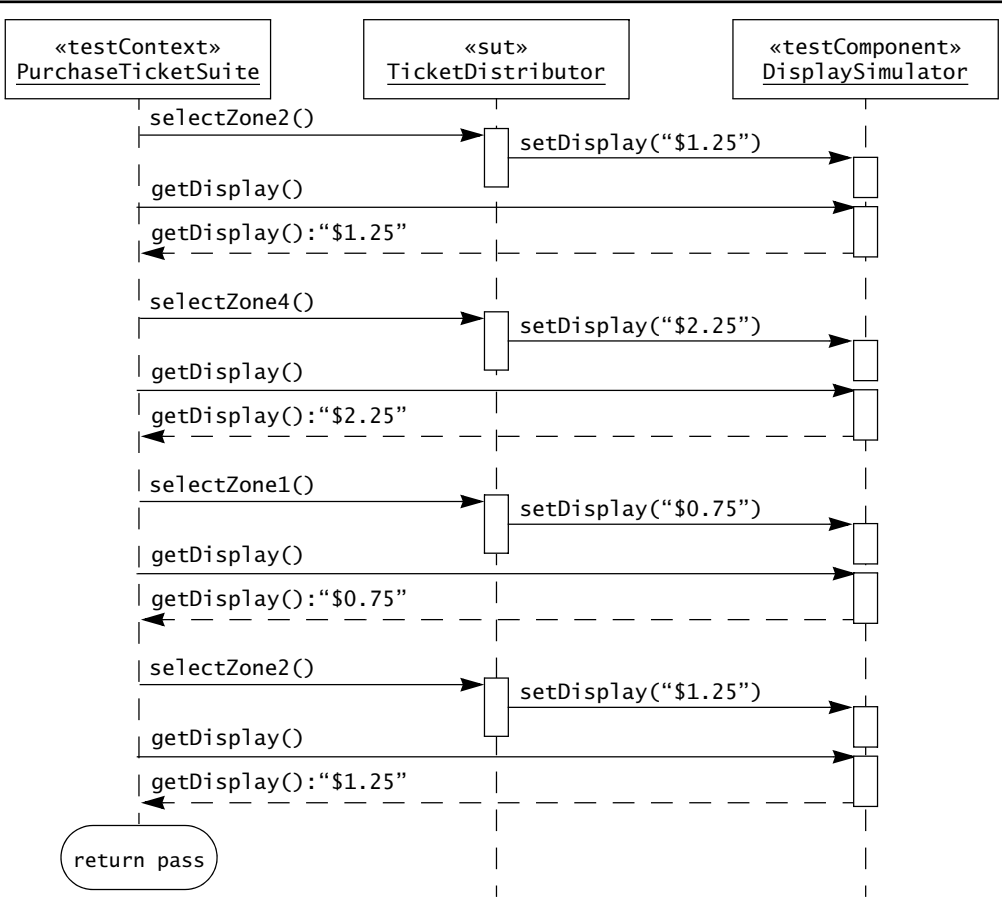 «testContext»
PurchaseTicketSuite
«sut»
TicketDistributor
«testComponent»
DisplaySimulator
selectZone2()
setDisplay(“$1.25”)
getDisplay()
getDisplay():“$1.25”
selectZone4()
setDisplay(“$2.25”)
getDisplay()
getDisplay():“$2.25”
selectZone1()
setDisplay(“$0.75”)
getDisplay()
getDisplay():“$0.75”
selectZone2()
setDisplay(“$1.25”)
getDisplay()
getDisplay():“$1.25”
return pass